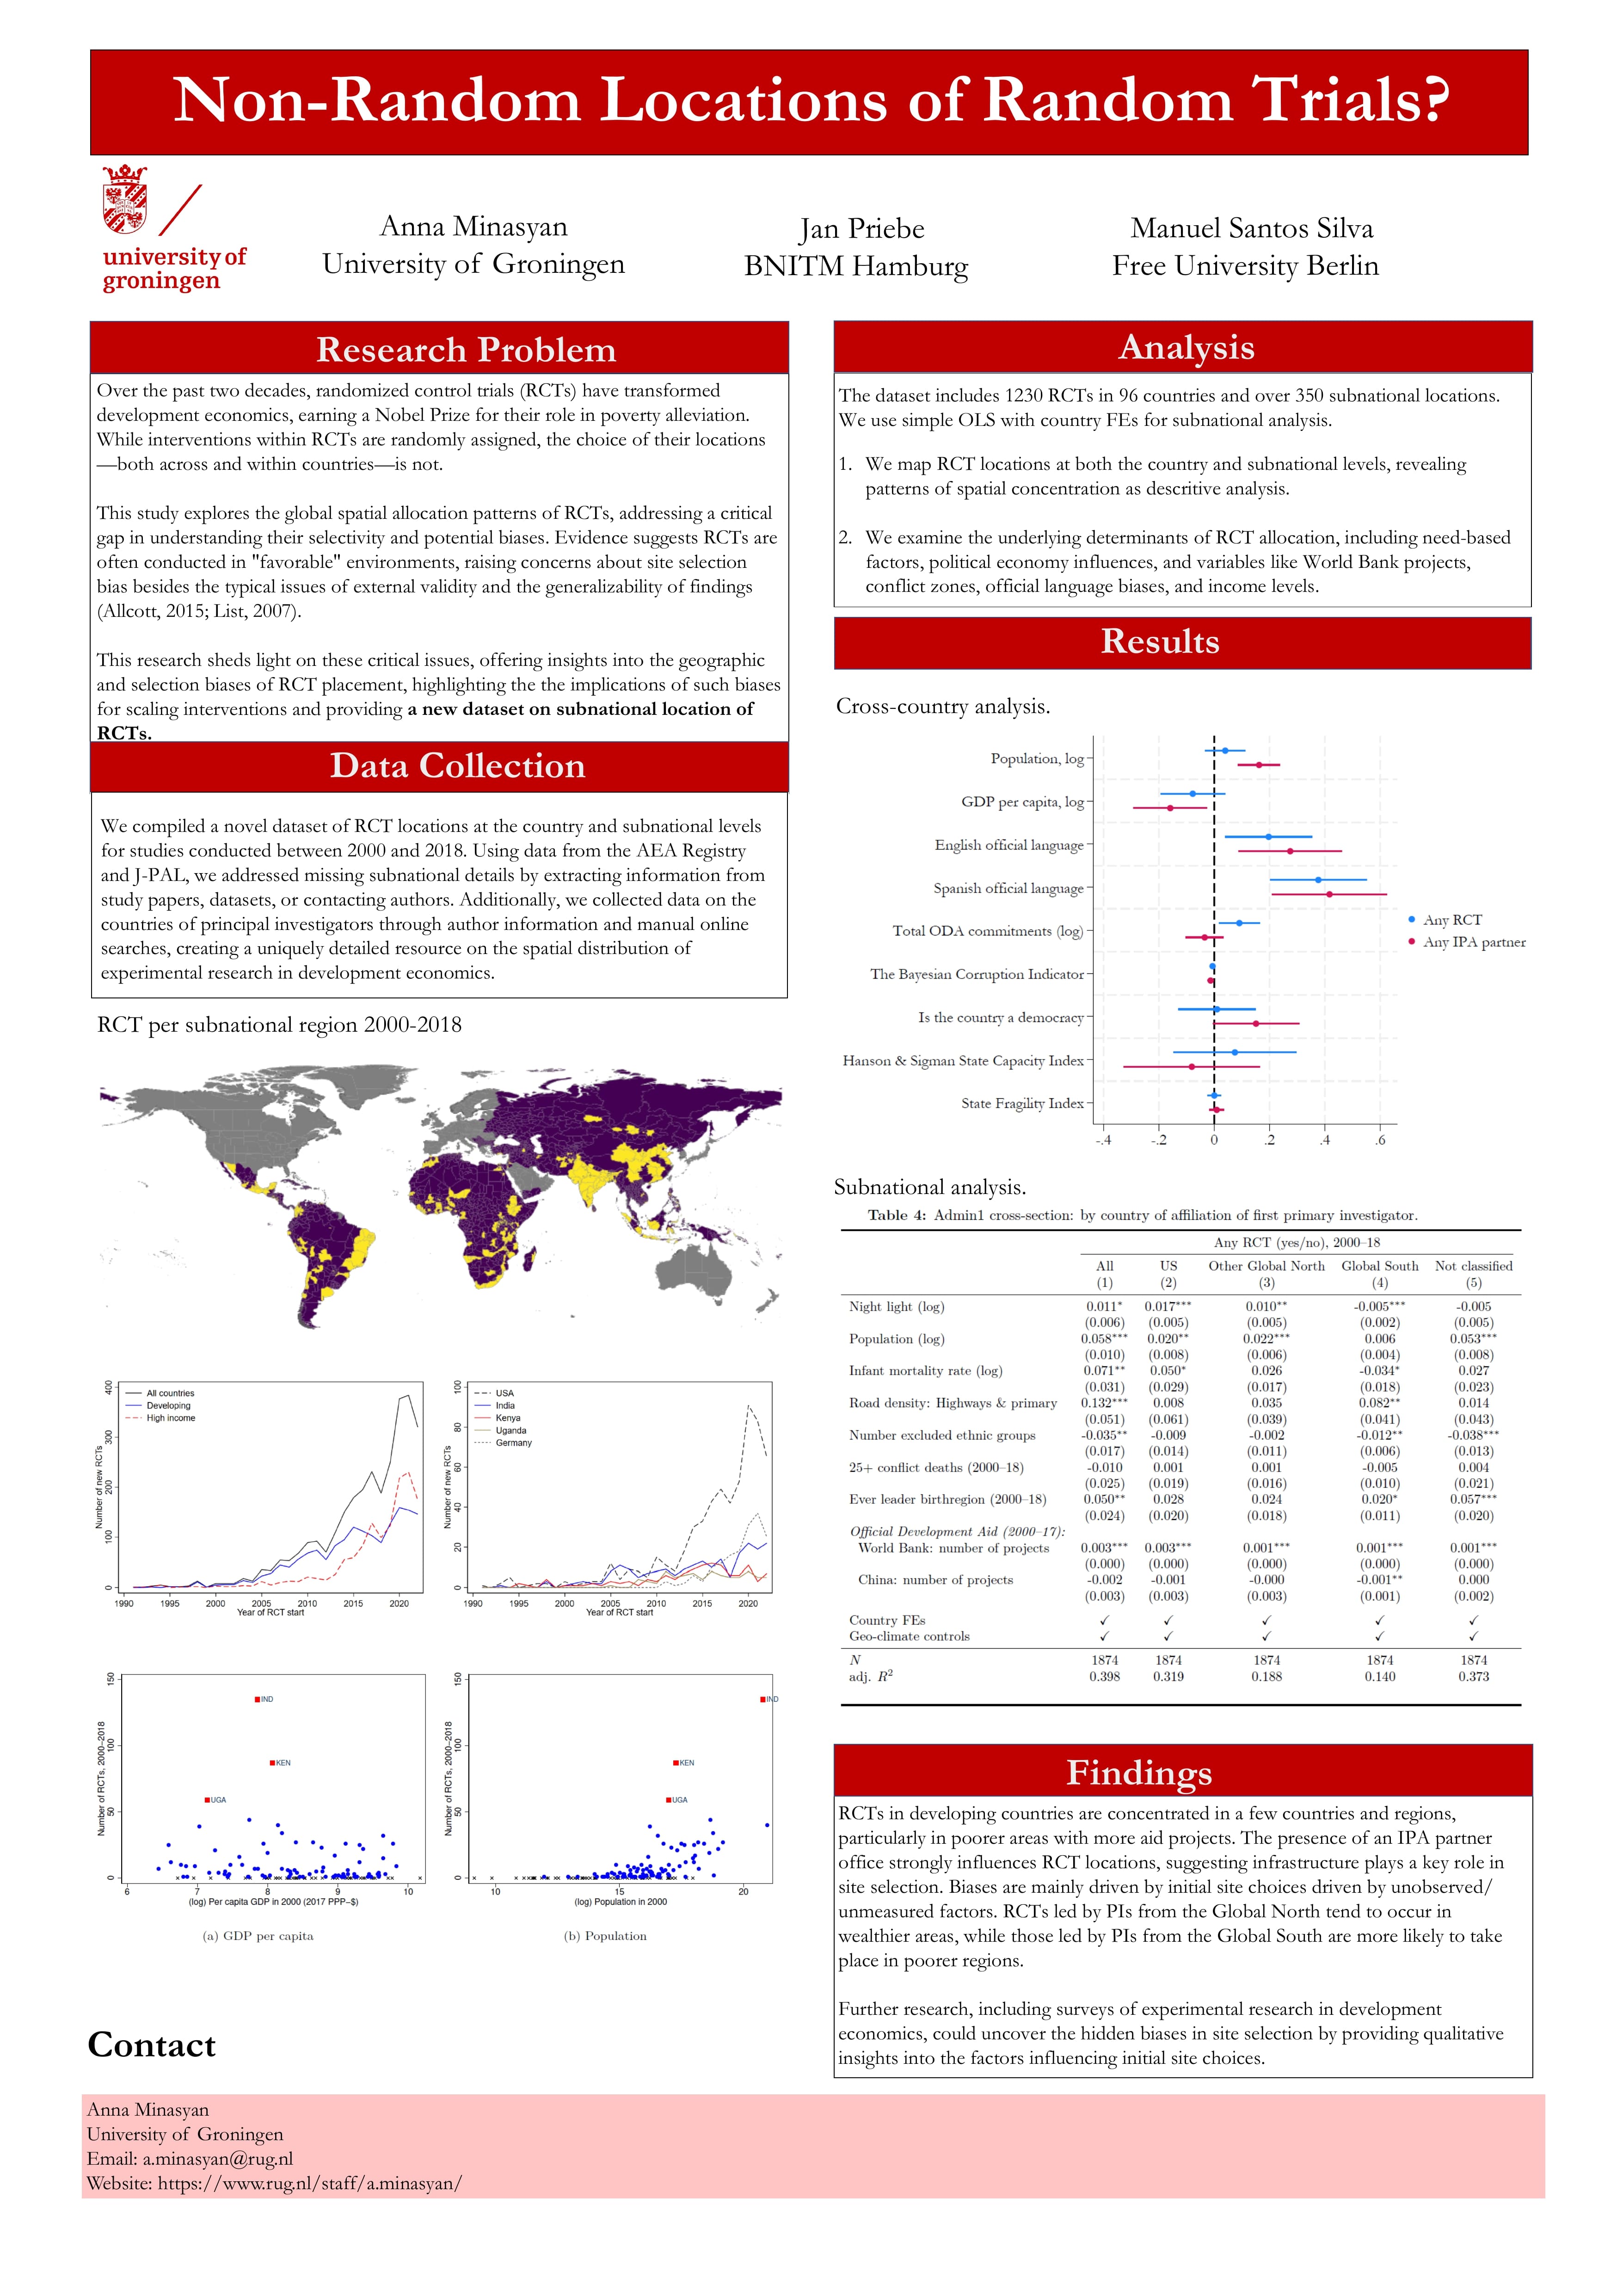 Non-Random Locations of Random Trials?
university of
groningen
Anna Minasyan
University of Groningen
Jan Priebe
BNITM Hamburg
Manuel Santos Silva
Free University Berlin
Research Problem
Over the past two decades, randomized control trials (RCTs) have transformed
development economics, earning a Nobel Prize for their role in poverty alleviation.
While interventions within RCTs are randomly assigned, the choice of their locations
—both across and within countries—is not.
This study explores the global spatial allocation patterns of RCTs, addressing a critical
gap in understanding their selectivity and potential biases. Evidence suggests RCTs are
often conducted in "favorable" environments, raising concerns about site selection
bias besides the typical issues of external validity and the generalizability of findings
(Allcott, 2015; List, 2007).
This research sheds light on these critical issues, offering insights into the geographic
and selection biases of RCT placement, highlighting the the implications of such biases
for scaling interventions and providing a new dataset on subnational location of
RCTs.
Data Collection
We compiled a novel dataset of RCT locations at the country and subnational levels
for studies conducted between 2000 and 2018. Using data from the AEA Registry
and J-PAL, we addressed missing subnational details by extracting information from
study papers, datasets, or contacting authors. Additionally, we collected data on the
countries of principal investigators through author information and manual online
searches, creating a uniquely detailed resource on the spatial distribution of
experimental research in development economics.
RCT per subnational region 2000-2018
All countries
Developing
High income
Number of new RCTs
0 100 200 300 400
1990 1995 2000 2005 2010 2015 2020
Year of RCT start
USA
India
Kenya
Uganda
Germany
Number of new RCTs
0 20 40 60 80 100
1990 1995 2000 2005 2010 2015 2020
Year of RCT start
Number of RCTs, 2000–2018
0 50 100 150
IND
KEN
UGA
6 7 8 9 10
(log) Per capita GDP in 2000 (2017 PPP–$)
(a) GDP per capita
Number of RCTs, 2000–2018
0 50 100 150
IND
KEN
UGA
10 15 20
(log) Population in 2000
(b) Population
Analysis
The dataset includes 1230 RCTs in 96 countries and over 350 subnational locations.
We use simple OLS with country FEs for subnational analysis.
1. We map RCT locations at both the country and subnational levels, revealing
patterns of spatial concentration as descritive analysis.
2. We examine the underlying determinants of RCT allocation, including need-based
factors, political economy influences, and variables like World Bank projects,
conflict zones, official language biases, and income levels.
Results
Cross-country analysis.
Population, log
GDP per capita, log
English official language
Spanish official language
Total ODA commitments (log)
The Bayesian Corruption Indicator
Is the country a democracy
Hanson & Sigman State Capacity Index
State Fragility Index
-.4 -.2 0 .2 .4 .6
Any RCT
Any IPA partner
Subnational analysis.
Table 4: Admin1 cross-section: by country of affiliation of first primary investigator.
Any RCT (yes/no), 2000–18
All US Other Global North Global South Not classified
(1) (2) (3) (4) (5)
Night light (log) 0.011* 0.017*** 0.010** -0.005*** -0.005
(0.006) (0.005) (0.005) (0.002) (0.005)
Population (log) 0.058*** 0.020** 0.022*** 0.006 0.053***
(0.010) (0.008) (0.006) (0.004) (0.008)
Infant mortality rate (log) 0.071** 0.050* 0.026 -0.034* 0.027
(0.031) (0.029) (0.017) (0.018) (0.023)
Road density: Highways & primary 0.132*** 0.008 0.035 0.082** 0.014
(0.051) (0.061) (0.039) (0.041) (0.043)
Number excluded ethnic groups -0.035** -0.009 -0.002 -0.012** -0.038***
(0.017) (0.014) (0.011) (0.006) (0.013)
25+ conflict deaths (2000–18) -0.010 0.001 0.001 -0.005 0.004
(0.025) (0.019) (0.016) (0.010) (0.021)
Ever leader birthregion (2000–18) 0.050** 0.028 0.024 0.020* 0.057***
(0.024) (0.020) (0.018) (0.011) (0.020)
Official Development Aid (2000–17):
World Bank: number of projects 0.003*** 0.003*** 0.001*** 0.001*** 0.001***
(0.000) (0.000) (0.000) (0.000) (0.000)
China: number of projects -0.002 -0.001 -0.000 -0.001** 0.000
(0.003) (0.003) (0.003) (0.001) (0.002)
Country FEs ✓ ✓ ✓ ✓ ✓
Geo-climate controls ✓ ✓ ✓ ✓ ✓
N 1874 1874 1874 1874 1874
adj. R² 0.398 0.319 0.188 0.140 0.373
Findings
RCTs in developing countries are concentrated in a few countries and regions,
particularly in poorer areas with more aid projects. The presence of an IPA partner
office strongly influences RCT locations, suggesting infrastructure plays a key role in
site selection. Biases are mainly driven by initial site choices driven by unobserved/
unmeasured factors. RCTs led by PIs from the Global North tend to occur in
wealthier areas, while those led by PIs from the Global South are more likely to take
place in poorer regions.
Further research, including surveys of experimental research in development
economics, could uncover the hidden biases in site selection by providing qualitative
insights into the factors influencing initial site choices.
Contact
Anna Minasyan
University of Groningen
Email: a.minasyan@rug.nl
Website: https://www.rug.nl/staff/a.minasyan/